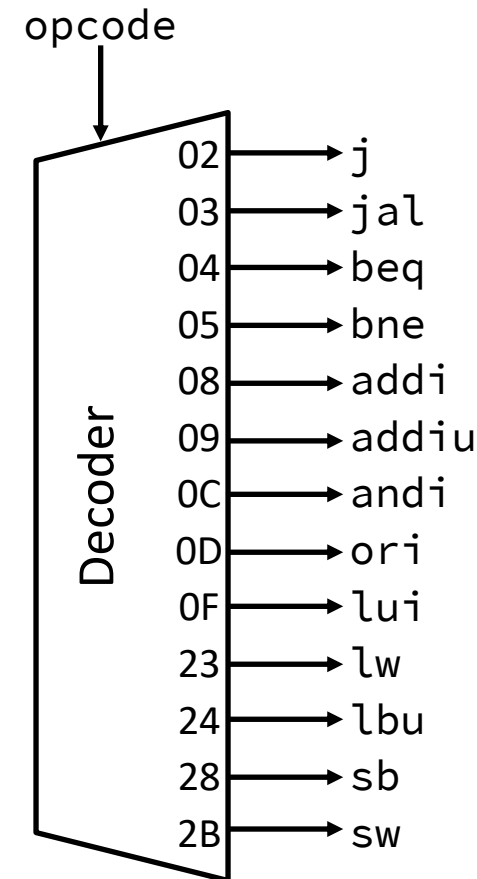 opcode
02 j
03 jal
04 beq
05 bne
08 addi
09 addiu
0C andi
Decoder
0D ori
0F lui
23 lw
24 lbu
28 sb
2B sw